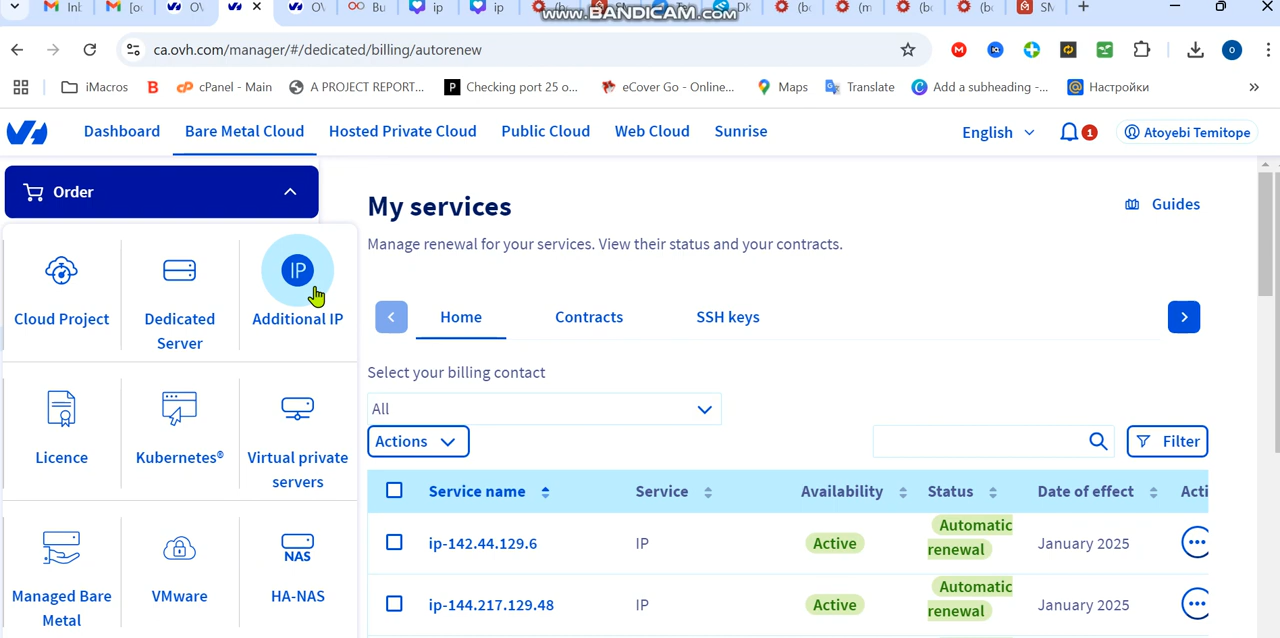 Inl
[o
O\
O\
Bu
ip
ip
(b
DK
(b
(m
(b
(b
SM
www.BANDICAM.com
ca.ovh.com/manager/#/dedicated/billing/autorenew
o
iMacros
B
cPanel - Main
A PROJECT REPORT...
Checking port 25 o...
eCover Go - Online...
Maps
Translate
Add a subheading -...
Настройки
Dashboard
Bare Metal Cloud
Hosted Private Cloud
Public Cloud
Web Cloud
Sunrise
English
1
Atoyebi Temitope
Order
IP
Cloud Project
Dedicated
Server
Additional IP
Licence
Kubernetes®
Virtual private
servers
NAS
Managed Bare
Metal
VMware
HA-NAS
My services
Guides
Manage renewal for your services. View their status and your contracts.
Home
Contracts
SSH keys
Select your billing contact
All
Actions
Filter
Service name
Service
Availability
Status
Date of effect
Acti
ip-142.44.129.6
IP
Active
Automatic
renewal
January 2025
ip-144.217.129.48
IP
Active
Automatic
renewal
January 2025